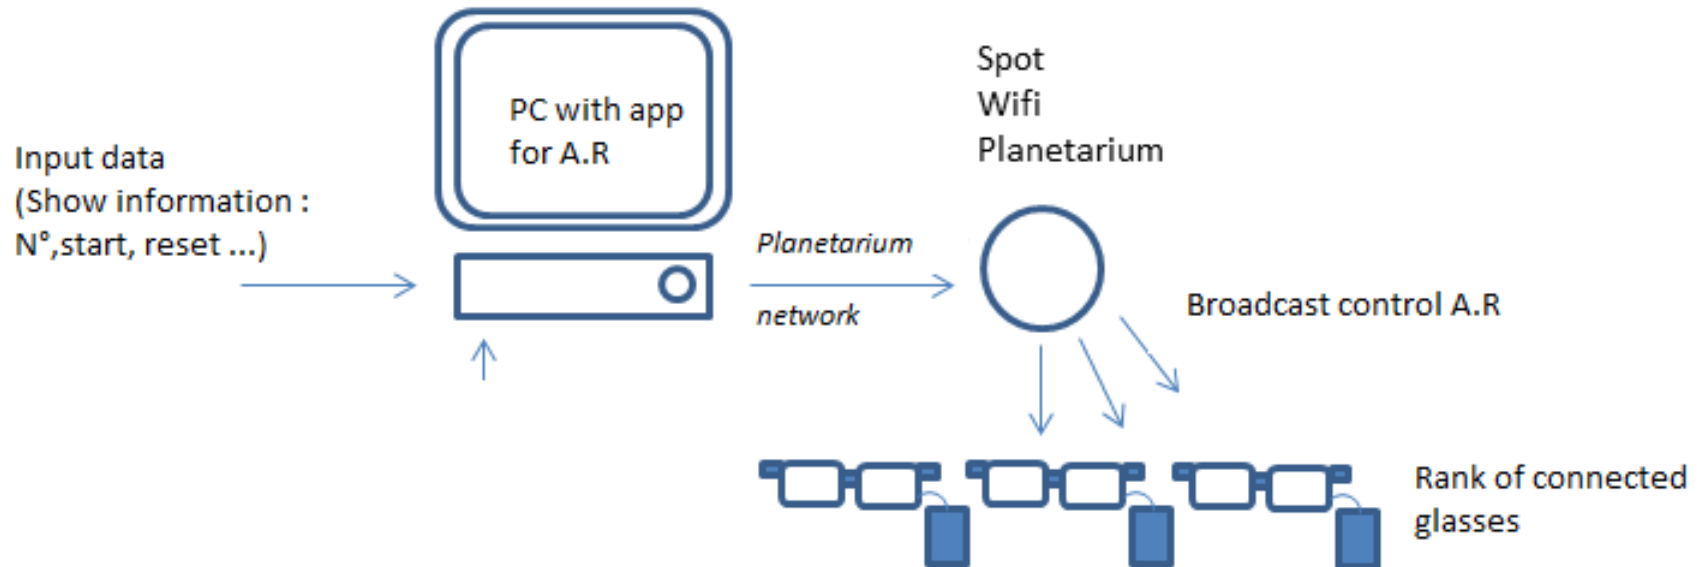 Input data
(Show information :
N°,start, reset ...)
PC with app
for A.R
Planetarium
network
Spot
Wifi
Planetarium
Broadcast control A.R
Rank of connected
glasses